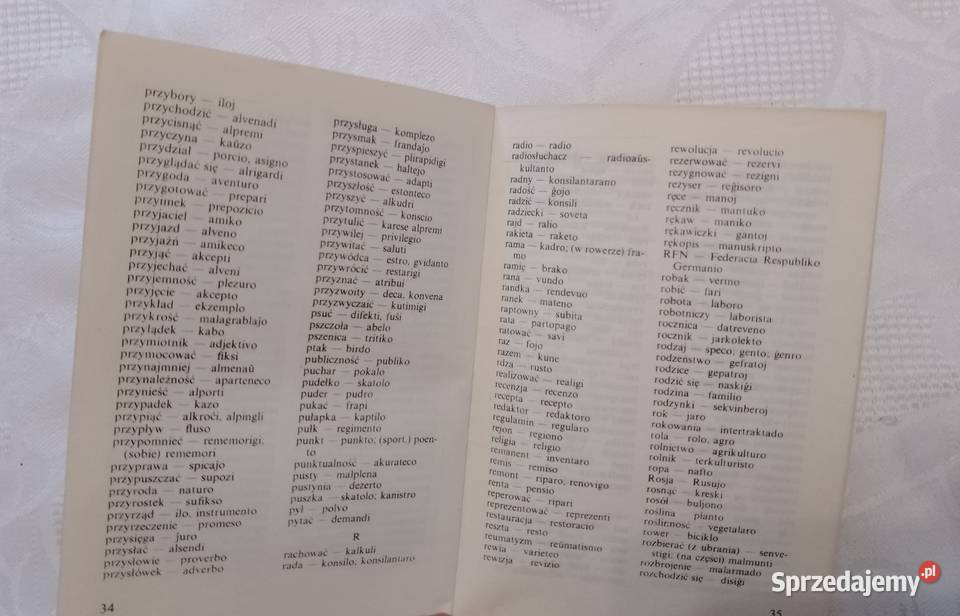 przybory — iloj
przychodzić — alvenadi
przycisnąć — alpremi
przyczyna — kaŭzo
przydział — porcio, asigno
przyglądać się — alrigardi
przygoda — aventuro
przygotować — prepari
przyimek — prepozicio
przyjaciel — amiko
przyjazd — alveno
przyjaźń — amikeco
przyjąć — akcepti
przyjechać — alveni
przyjemność — plezuro
przyjęcie — akcepto
przykład — ekzemplo
przykrość — malagrablajo
przylądek — kabo
przymiotnik — adjektivo
przymocować — fiksi
przynajmniej — almenaŭ
przynależność — aparteneco
przynieść — alporti
przypadek — kazo
przypiąć — alkroĉi, alpingli
przypływ — fluso
przypomnieć — rememorigi,
(sobie) rememori
przyprawa — spicajo
przypuszczać — supozi
przyroda — naturo
przyrostek — sufikso
przyrząd — ilo, instrumento
przyrzeczenie — promeso
przysięga — ĵuro
przysłać — alsendi
przysłowie — proverbo
przysłówek — adverbo
34
przysługa — komplezo
przysmak — frandajo
przyspieszyć — plirapidigi
przystanek — haltejo
przystosować — adapti
przyszłość — estonteco
przyszyć — alkudri
przytomność — konscio
przytulić — karese alpremi
przywilej — privilegio
przywitać — saluti
przywódca — estro, gvidanto
przywrócić — restarigi
przyznać — atribui
przyzwoity — deca, konvena
przyzwyczaić — kutimigi
psuć — difekti, fuŝi
pszczoła — abelo
pszenica — tritiko
ptak — birdo
publiczność — publiko
puchar — pokalo
pudełko — skatolo
puder — pudro
pukać — frapi
pułapka — kaptilo
pułk — regimento
punkt — punkto; (sport.) poen-
to
punktualność — akurateco
pusty — malplena
pustynia — dezerto
puszka — skatolo; kanistro
pył — polvo
pytać — demandi
R
rachować — kalkuli
rada — konsilo; konsilantaro
radio — radio
radiosłuchacz — radioaŭs-
kultanto
radny — konsilantarano
radość — ĝojo
radzić — konsili
radziecki — soveta
rajd — ralio
rakieta — raketo
rama — kadro; (w rowerze) fra-
mo
ramię — brako
rana — vundo
randka — rendevuo
ranek — mateno
raptowny — subita
rata — partopago
ratować — savi
raz — fojo
razem — kune
rdza — rusto
realizować — realigi
recenzja — recenzo
recepta — recepto
redaktor — redaktoro
regulamin — regularo
rejon — regiono
religia — religio
remanent — inventaro
remis — remiso
remont — riparo, renovigo
renta — pensio
reperować — ripari
reprezentować — reprezenti
restauracja — restoracio
reszta — resto
reumatyzm — reŭmatismo
rewia — varieteo
rewizja — revizio
rewolucja — revolucio
rezerwować — rezervi
rezygnować — rezigni
reżyser — reĝisoro
ręce — manoj
ręcznik — mantuko
rękaw — maniko
rękawiczki — gantoj
rękopis — manuskripto
RFN — Federacia Respubliko
Germanio
robak — vermo
robić — fari
robota — laboro
robotniczy — laborista
rocznica — datreveno
rocznik — jarkolekto
rodzaj — speco; gento; genro
rodzeństwo — gefratoj
rodzice — gepatroj
rodzić się — naskiĝi
rodzina — familio
rodzynki — sekvinberoj
rok — jaro
rokowania — intertraktado
rola — rolo, agro
rolnictwo — agrikulturo
rolnik — terkulturisto
ropa — nafto
Rosja — Rusujo
rosnąć — kreski
rosół — buljono
roślina — planto
roślinność — vegetalaro
rower — biciklo
rozbierać (z ubrania) — senve-
stigi; (na części) malmunti
rozbrojenie — malarmado
rozchodzić się — disiĝi
35
Sprzedajemy.pl